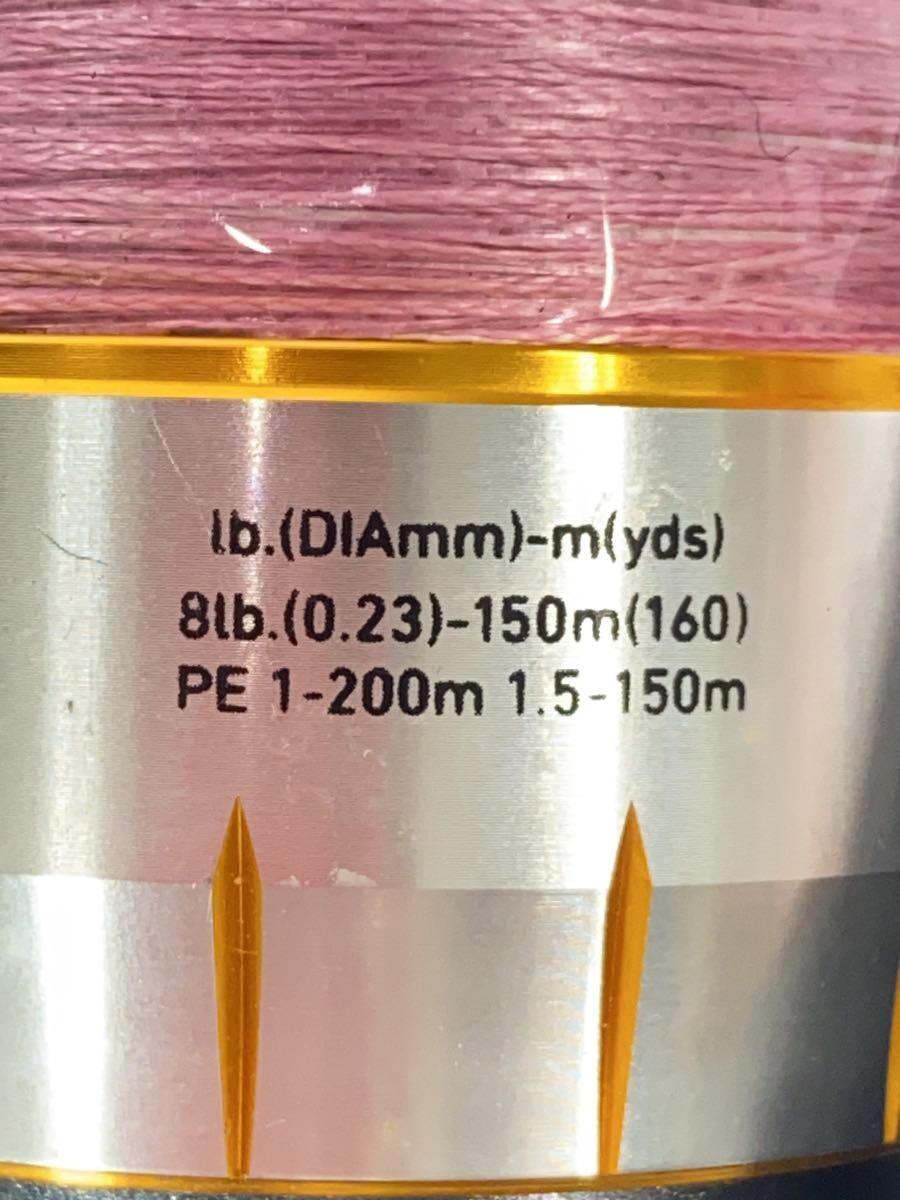 lb.(DIAmm)-m(yds)
8lb.(0.23)-150m(160)
PE 1-200m 1.5-150m